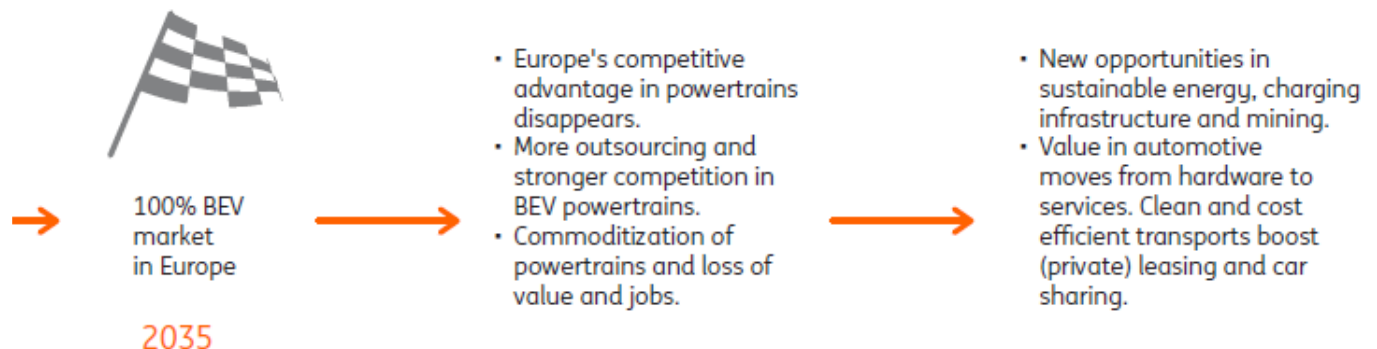 100% BEV
market
in Europe
2035
• Europe's competitive
advantage in powertrains
disappears.
• More outsourcing and
stronger competition in
BEV powertrains.
• Commoditization of
powertrains and loss of
value and jobs.
• New opportunities in
sustainable energy, charging
infrastructure and mining.
• Value in automotive
moves from hardware to
services. Clean and cost
efficient transports boost
(private) leasing and car
sharing.